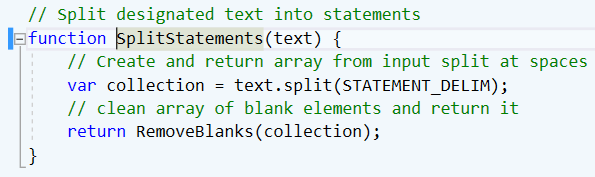 // Split designated text into statements
function SplitStatements(text) {
// Create and return array from input split at spaces
var collection = text.split(STATEMENT_DELIM);
// clean array of blank elements and return it
return RemoveBlanks(collection);
}